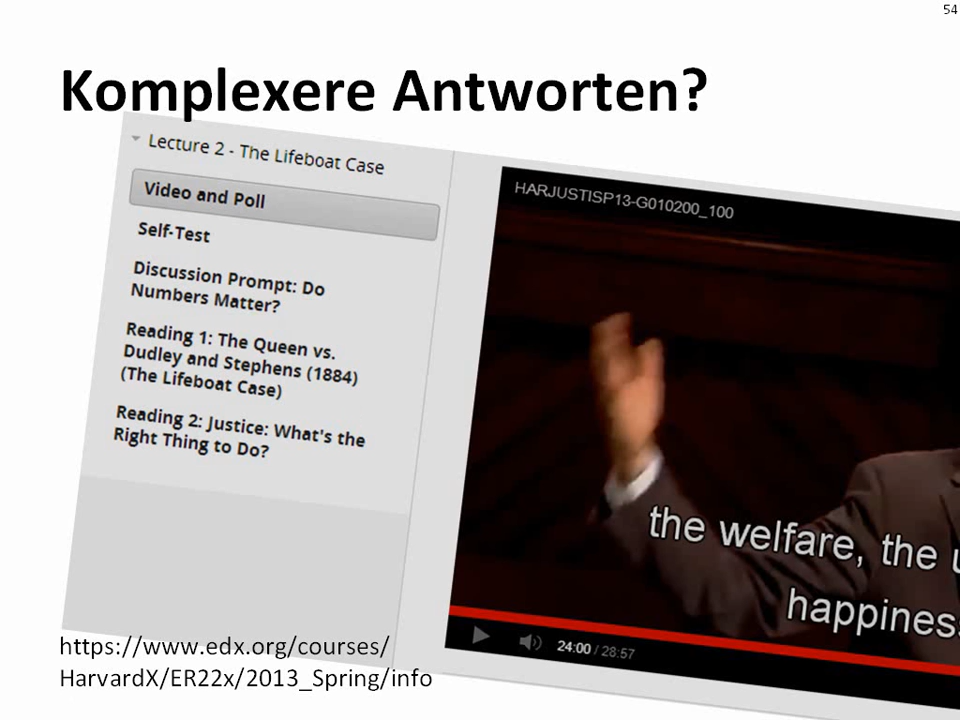 54
Komplexere Antworten?
Lecture 2 - The Lifeboat Case
Video and Poll
Self-Test
Discussion Prompt: Do
Numbers Matter?
Reading 1: The Queen vs.
Dudley and Stephens (1884)
(The Lifeboat Case)
Reading 2: Justice: What's the
Right Thing to Do?
HARJUSTISP13-G010200_100
the welfare, the
happiness
24:00 / 28:57
https://www.edx.org/courses/
HarvardX/ER22x/2013_Spring/info